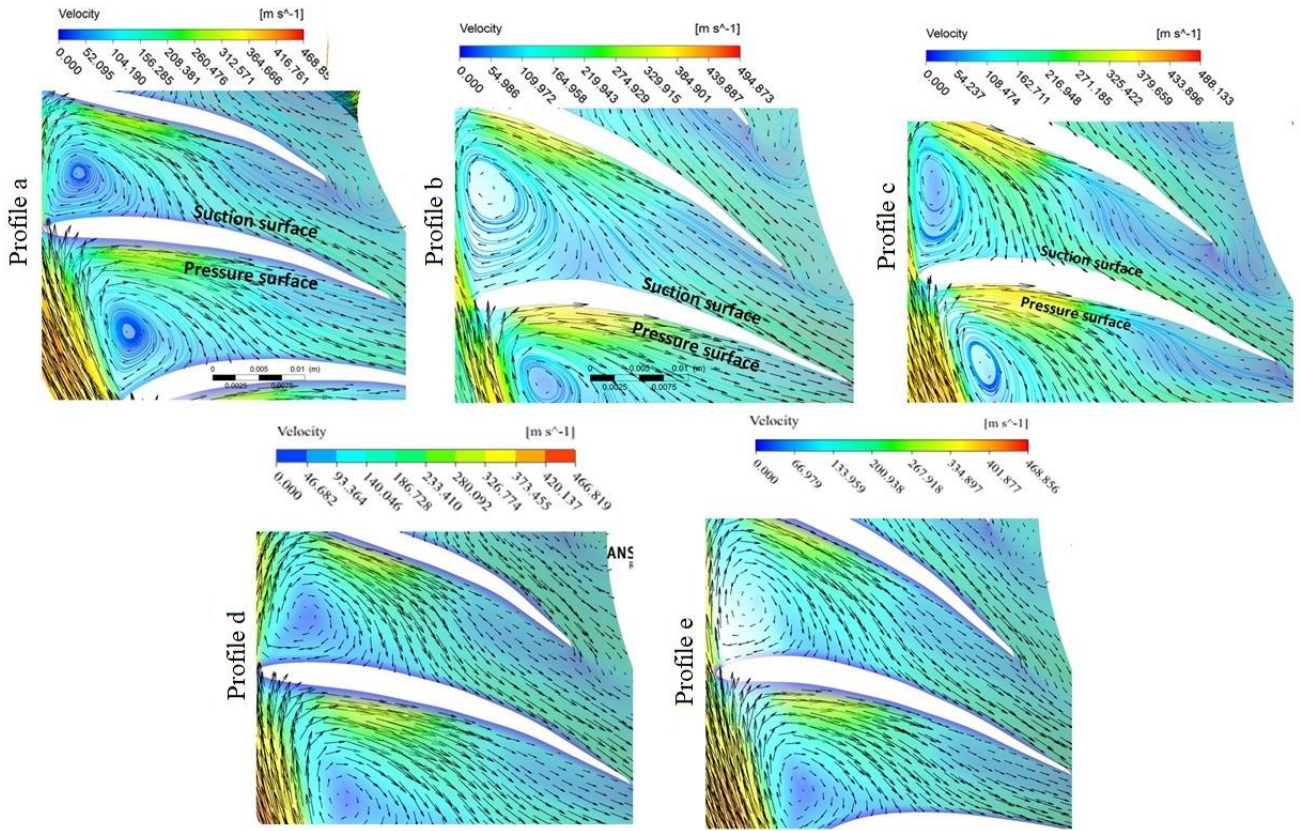 Velocity [m s^-1]
0.000 52.095 104.190 156.285 208.381 260.476 312.571 364.666 416.761 468.85
Velocity [m s^-1]
0.000 54.986 109.972 164.958 219.943 274.929 329.915 384.901 439.887 494.873
Velocity [m s^-1]
0.000 54.237 108.474 162.711 216.948 271.185 325.422 379.659 433.896 488.133
Profile a
Suction surface
Pressure surface
0 0.005 0.01 (m)
0.0025 0.0075
Profile b
Suction surface
Pressure surface
0 0.005 0.01 (m)
0.0025 0.0075
Profile c
Suction surface
Pressure surface
Velocity [m s^-1]
0.000 46.682 93.364 140.046 186.728 233.410 280.092 326.774 373.455 420.137 466.819
Velocity [m s^-1]
0.000 66.979 133.959 200.938 267.918 334.897 401.877 468.856
Profile d
ANS
Profile e